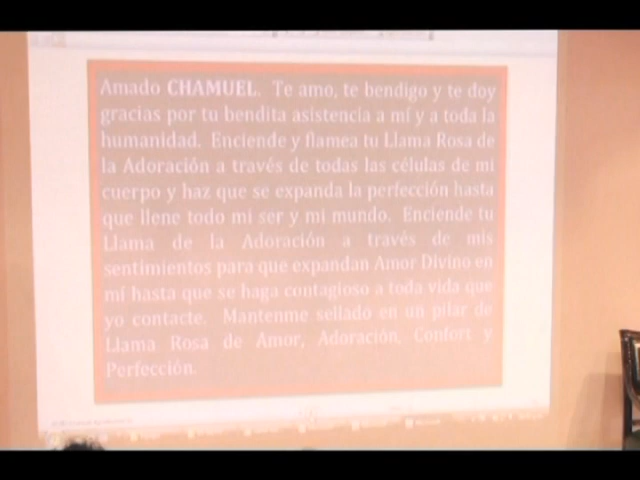 Amado CHAMUEL. Te amo, te bendigo y te doy
gracias por tu bendita asistencia a mí y a toda la
humanidad. Enciende y flamea tu Llama Rosa de
la Adoración a través de todas las células de mi
cuerpo y haz que se expanda la perfección hasta
que llene todo mi ser y mi mundo. Enciende tu
Llama de la Adoración a través de mis
sentimientos para que expandan Amor Divino en
mí hasta que se haga contagioso a toda vida que
yo contacte. Mantenme sellado en un pilar de
Llama Rosa de Amor, Adoración, Confort y
Perfección.